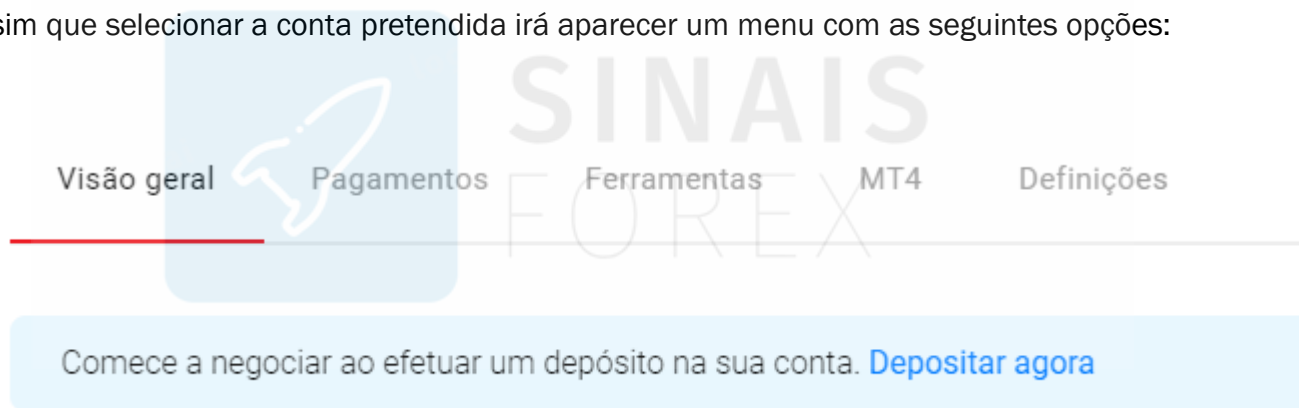 sim que selecionar a conta pretendida irá aparecer um menu com as seguintes opções:
SINAIS
FOREX
Visão geral Pagamentos Ferramentas MT4 Definições
Comece a negociar ao efetuar um depósito na sua conta. Depositar agora